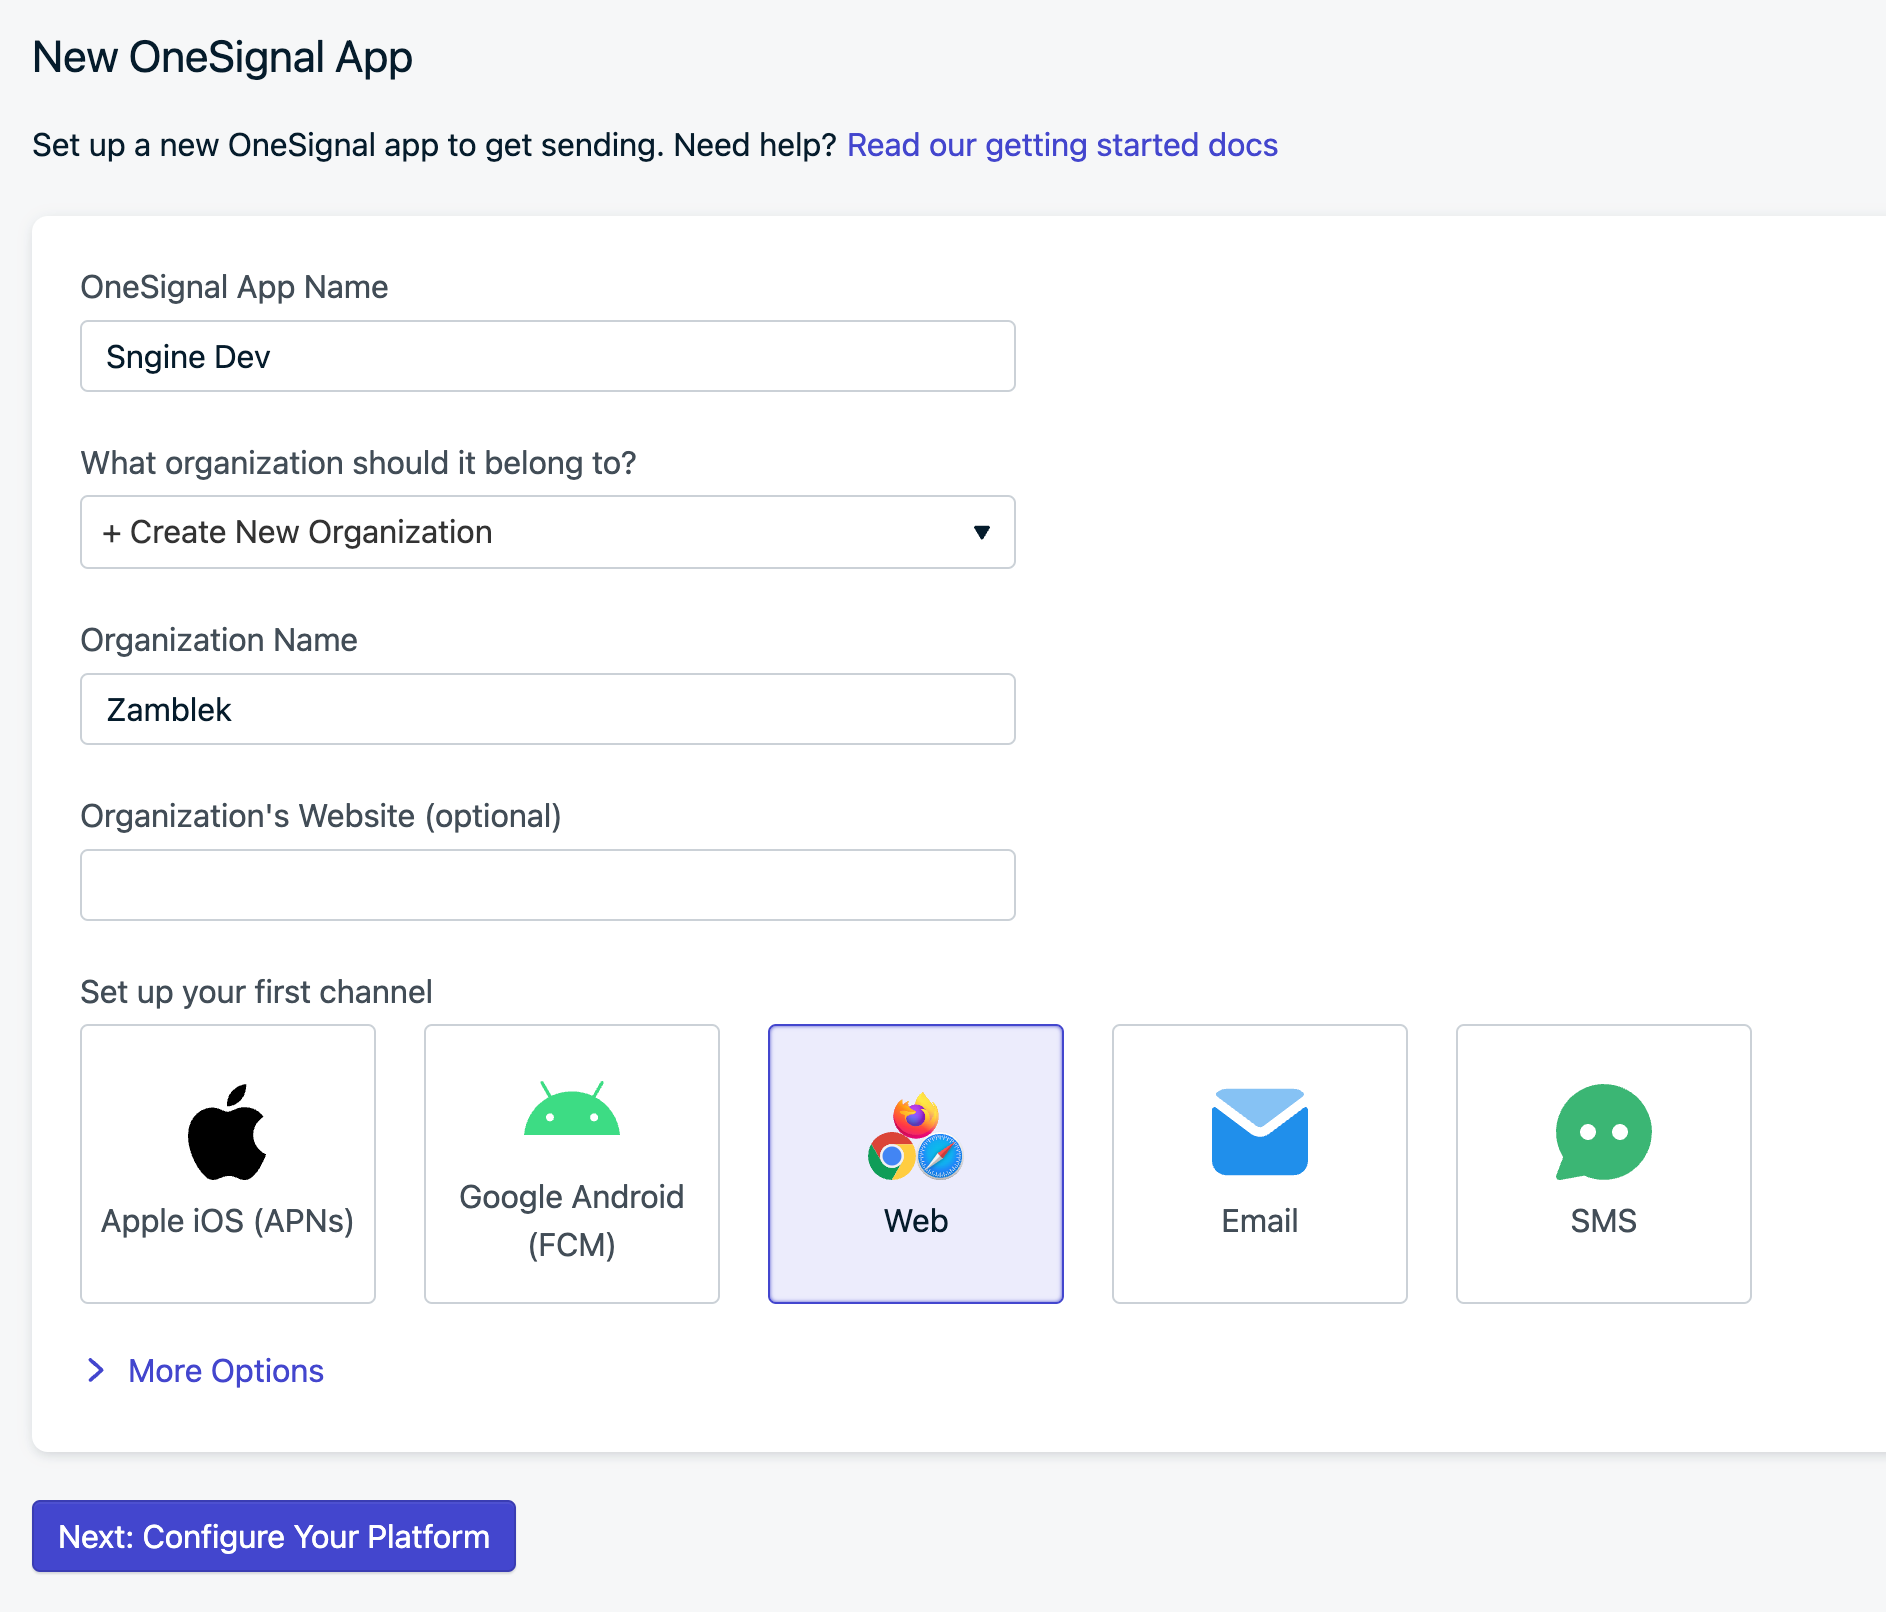 New OneSignal App
Set up a new OneSignal app to get sending. Need help? Read our getting started docs
OneSignal App Name
Sngine Dev
What organization should it belong to?
+ Create New Organization
Organization Name
Zamblek
Organization's Website (optional)
Set up your first channel
Apple iOS (APNs)
Google Android
(FCM)
Web
Email
SMS
More Options
Next: Configure Your Platform